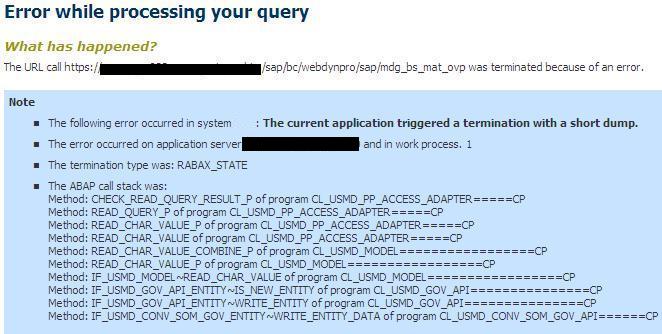 Error while processing your query
What has happened?
The URL call https:/ /sap/bc/webdynpro/sap/mdg_bs_mat_ovp was terminated because of an error.
Note
The following error occurred in system : The current application triggered a termination with a short dump.
The error occurred on application server and in work process. 1
The termination type was: RABAX_STATE
The ABAP call stack was:
Method: CHECK_READ_QUERY_RESULT_P of program CL_USMD_PP_ACCESS_ADAPTER=====CP
Method: READ_QUERY_P of program CL_USMD_PP_ACCESS_ADAPTER=====CP
Method: READ_CHAR_VALUE_P of program CL_USMD_PP_ACCESS_ADAPTER=====CP
Method: READ_CHAR_VALUE of program CL_USMD_PP_ACCESS_ADAPTER=====CP
Method: READ_CHAR_VALUE_COMBINE_P of program CL_USMD_MODEL=================CP
Method: READ_CHAR_VALUE_P of program CL_USMD_MODEL=================CP
Method: IF_USMD_MODEL~READ_CHAR_VALUE of program CL_USMD_MODEL=================CP
Method: IF_USMD_GOV_API_ENTITY~IS_NEW_ENTITY of program CL_USMD_GOV_API===============CP
Method: IF_USMD_GOV_API_ENTITY~WRITE_ENTITY of program CL_USMD_GOV_API===============CP
Method: IF_USMD_CONV_SOM_GOV_ENTITY~WRITE_ENTITY_DATA of program CL_USMD_CONV_SOM_GOV_API======CP